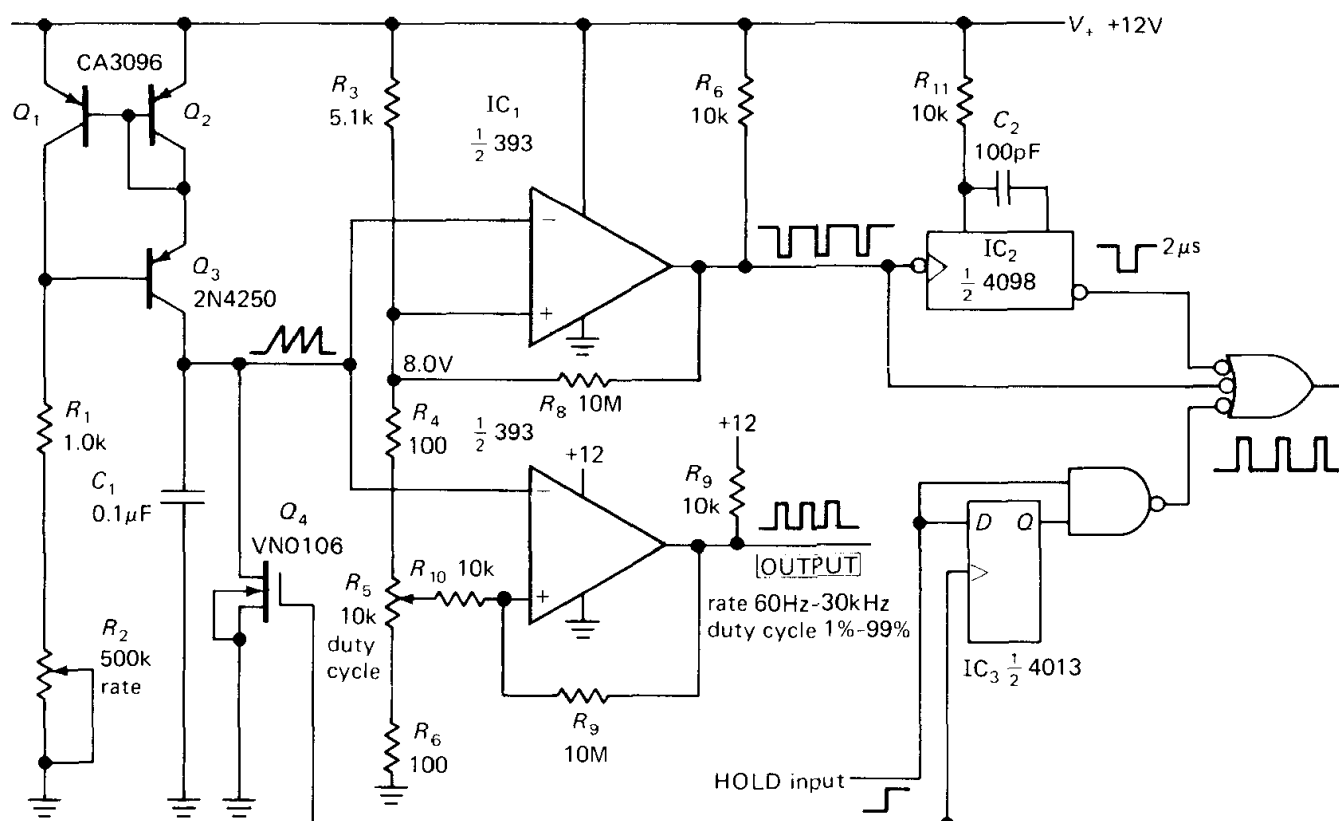 V+ +12V
CA3096
Q1
Q2
R3
5.1k
IC1
½ 393
R6
10k
R11
10k
C2
100pF
−
+
IC2
½ 4098
2μs
Q3
2N4250
8.0V
R8 10M
R1
1.0k
R4
100
½ 393
+12
+12
C1
0.1μF
R9
10k
−
+
Q4
VN0106
D Q
OUTPUT
R5
10k
duty
cycle
R10 10k
rate 60Hz-30kHz
duty cycle 1%-99%
R2
500k
rate
IC3 ½ 4013
R9
10M
R6
100
HOLD input